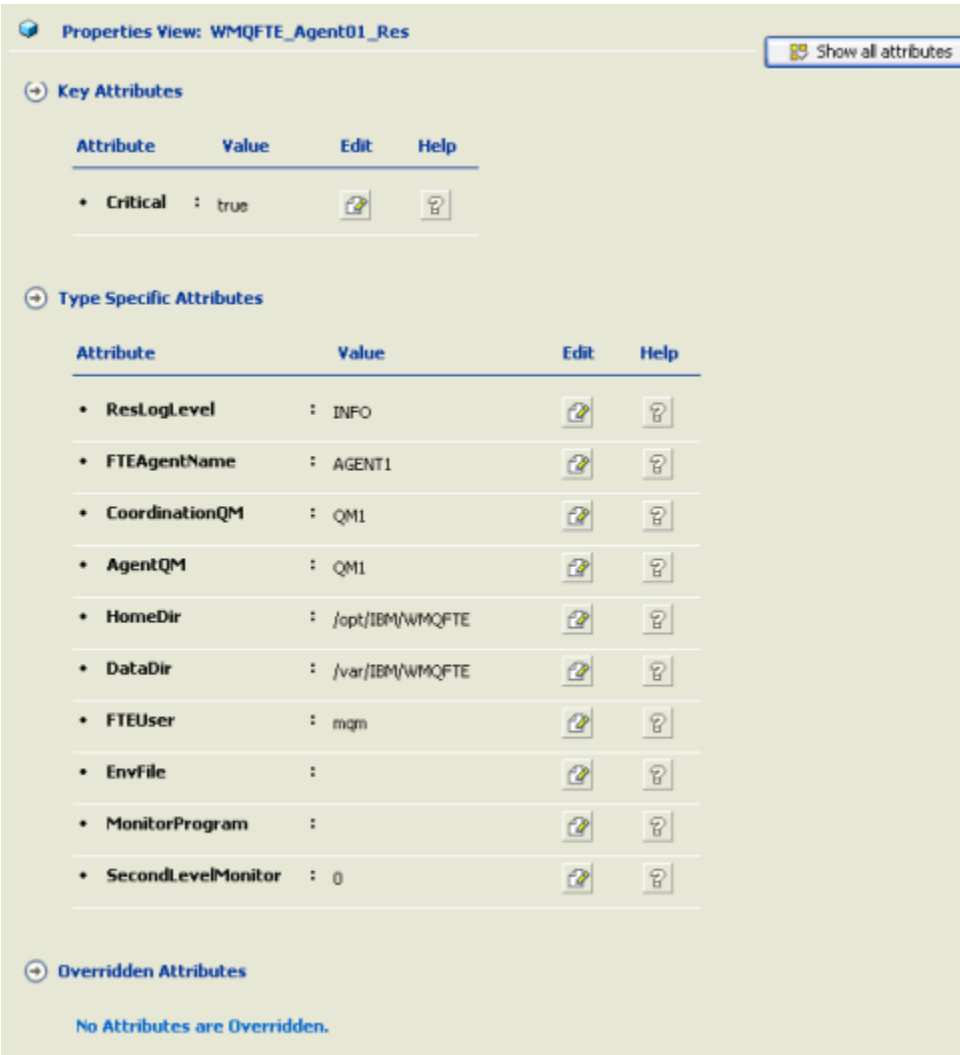 Properties View: WMQFTE_Agent01_Res
Show all attributes
Key Attributes
Attribute Value Edit Help
• Critical : true
Type Specific Attributes
Attribute Value Edit Help
• ResLogLevel : INFO
• FTEAgentName : AGENT1
• CoordinationQM : QM1
• AgentQM : QM1
• HomeDir : /opt/IBM/WMQFTE
• DataDir : /var/IBM/WMQFTE
• FTEUser : mqm
• EnvFile :
• MonitorProgram :
• SecondLevelMonitor : 0
Overridden Attributes
No Attributes are Overridden.